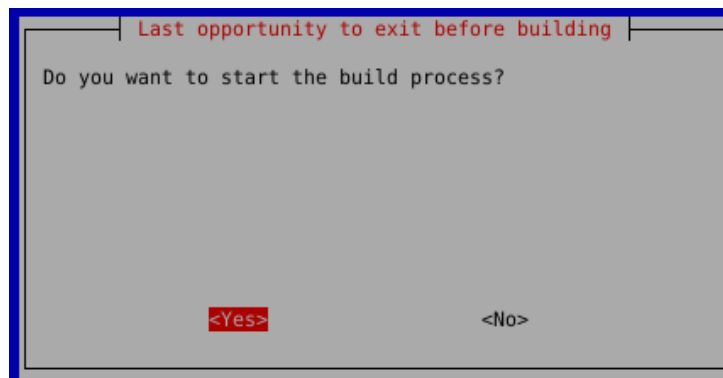 Last opportunity to exit before building
Do you want to start the build process?
<Yes> <No>